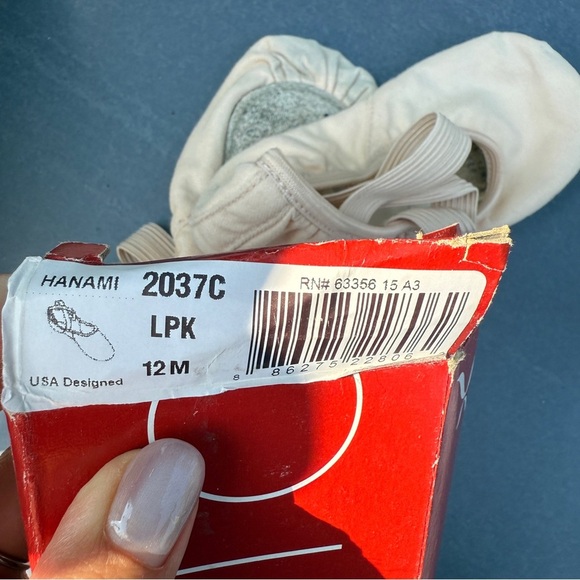 HANAMI 2037C RN# 63356 15 A3
LPK
12 M
USA Designed
8 86275 22806